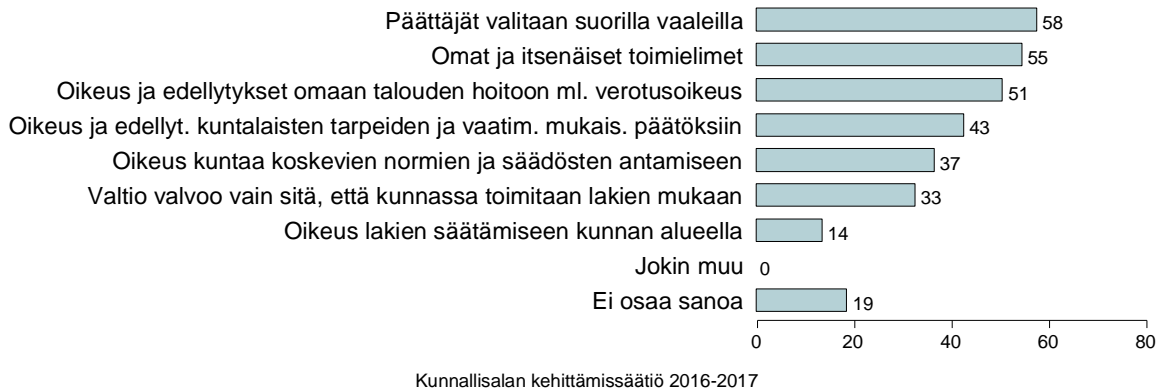 Päättäjät valitaan suorilla vaaleilla 58
Omat ja itsenäiset toimielimet 55
Oikeus ja edellytykset omaan talouden hoitoon ml. verotusoikeus 51
Oikeus ja edellyt. kuntalaisten tarpeiden ja vaatim. mukais. päätöksiin 43
Oikeus kuntaa koskevien normien ja säädösten antamiseen 37
Valtio valvoo vain sitä, että kunnassa toimitaan lakien mukaan 33
Oikeus lakien säätämiseen kunnan alueella 14
Jokin muu 0
Ei osaa sanoa 19
0 20 40 60 80
Kunnallisalan kehittämissäätiö 2016-2017